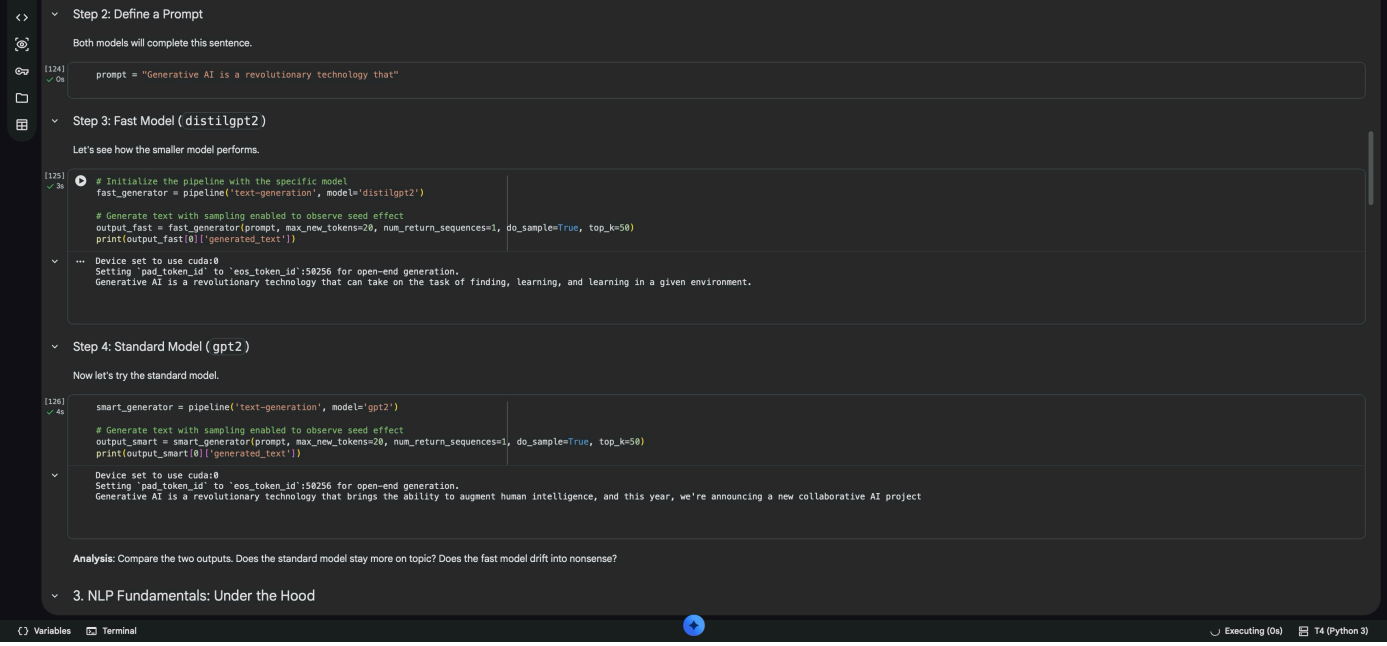 Step 2: Define a Prompt
Both models will complete this sentence.
[124]
0s
prompt = "Generative AI is a revolutionary technology that"
Step 3: Fast Model (distilgpt2)
Let's see how the smaller model performs.
[125]
3s
# Initialize the pipeline with the specific model
fast_generator = pipeline('text-generation', model='distilgpt2')
# Generate text with sampling enabled to observe seed effect
output_fast = fast_generator(prompt, max_new_tokens=20, num_return_sequences=1, do_sample=True, top_k=50)
print(output_fast[0]['generated_text'])
Device set to use cuda:0
Setting `pad_token_id` to `eos_token_id`:50256 for open-end generation.
Generative AI is a revolutionary technology that can take on the task of finding, learning, and learning in a given environment.
Step 4: Standard Model (gpt2)
Now let's try the standard model.
[126]
4s
smart_generator = pipeline('text-generation', model='gpt2')
# Generate text with sampling enabled to observe seed effect
output_smart = smart_generator(prompt, max_new_tokens=20, num_return_sequences=1, do_sample=True, top_k=50)
print(output_smart[0]['generated_text'])
Device set to use cuda:0
Setting `pad_token_id` to `eos_token_id`:50256 for open-end generation.
Generative AI is a revolutionary technology that brings the ability to augment human intelligence, and this year, we're announcing a new collaborative AI project
Analysis: Compare the two outputs. Does the standard model stay more on topic? Does the fast model drift into nonsense?
3. NLP Fundamentals: Under the Hood
Variables
Terminal
Executing (0s)
T4 (Python 3)